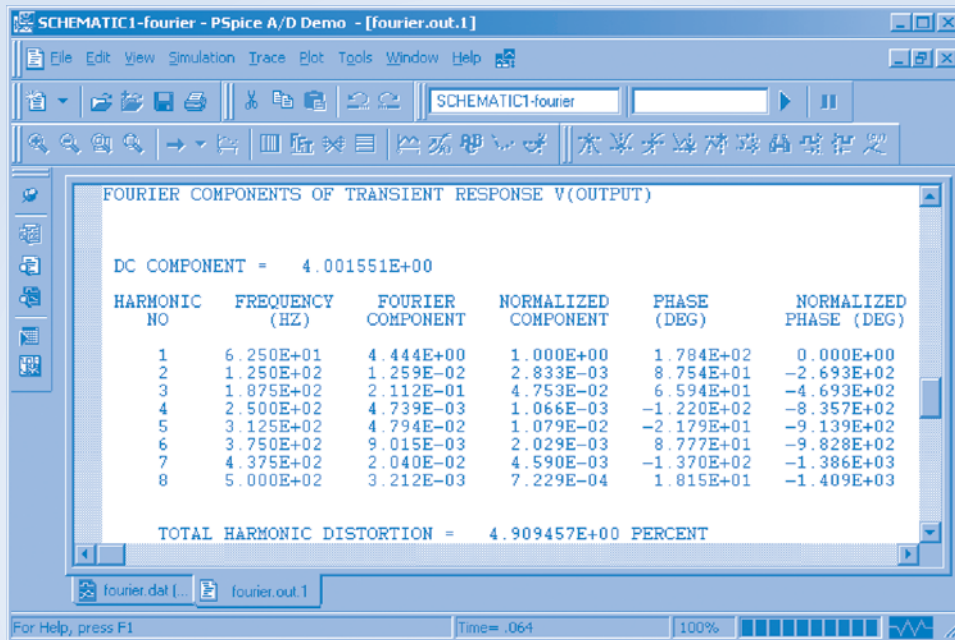 SCHEMATIC1-fourier - PSpice A/D Demo - [fourier.out.1]
File Edit View Simulation Trace Plot Tools Window Help
SCHEMATIC1-fourier
FOURIER COMPONENTS OF TRANSIENT RESPONSE V(OUTPUT)
DC COMPONENT = 4.001551E+00
HARMONIC FREQUENCY FOURIER NORMALIZED PHASE NORMALIZED
NO (HZ) COMPONENT COMPONENT (DEG) PHASE (DEG)
1 6.250E+01 4.444E+00 1.000E+00 1.784E+02 0.000E+00
2 1.250E+02 1.259E-02 2.833E-03 8.754E+01 -2.693E+02
3 1.875E+02 2.112E-01 4.753E-02 6.594E+01 -4.693E+02
4 2.500E+02 4.739E-03 1.066E-03 -1.220E+02 -8.357E+02
5 3.125E+02 4.794E-02 1.079E-02 -2.179E+01 -9.139E+02
6 3.750E+02 9.015E-03 2.029E-03 8.777E+01 -9.828E+02
7 4.375E+02 2.040E-02 4.590E-03 -1.370E+02 -1.386E+03
8 5.000E+02 3.212E-03 7.229E-04 1.815E+01 -1.409E+03
TOTAL HARMONIC DISTORTION = 4.909457E+00 PERCENT
fourier.dat (... fourier.out.1
For Help, press F1 Time= .064 100%